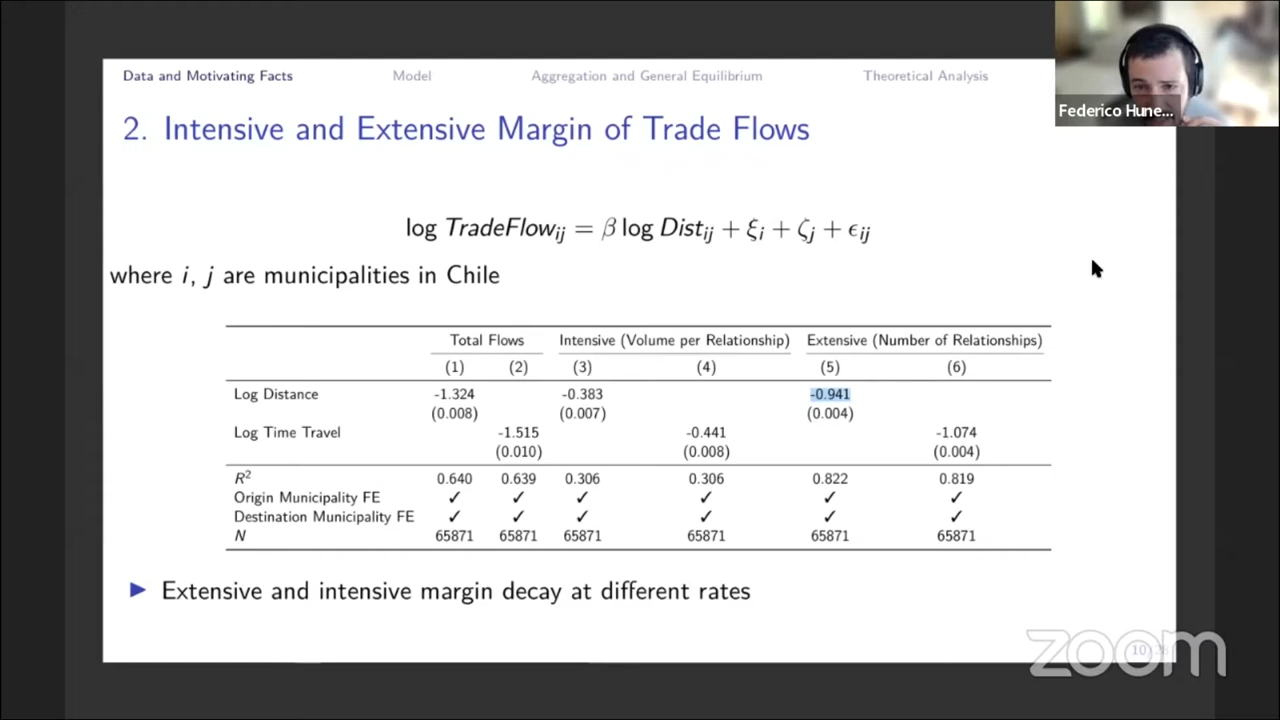 Data and Motivating Facts Model Aggregation and General Equilibrium Theoretical Analysis
Federico Hune...
2. Intensive and Extensive Margin of Trade Flows
log TradeFlow_ij = β log Dist_ij + ξ_i + ζ_j + ϵ_ij
where i, j are municipalities in Chile
Total Flows Intensive (Volume per Relationship) Extensive (Number of Relationships)
(1) (2) (3) (4) (5) (6)
Log Distance -1.324 -0.383 -0.941
(0.008) (0.007) (0.004)
Log Time Travel -1.515 -0.441 -1.074
(0.010) (0.008) (0.004)
R² 0.640 0.639 0.306 0.306 0.822 0.819
Origin Municipality FE ✓ ✓ ✓ ✓ ✓ ✓
Destination Municipality FE ✓ ✓ ✓ ✓ ✓ ✓
N 65871 65871 65871 65871 65871 65871
▶ Extensive and intensive margin decay at different rates
zoom